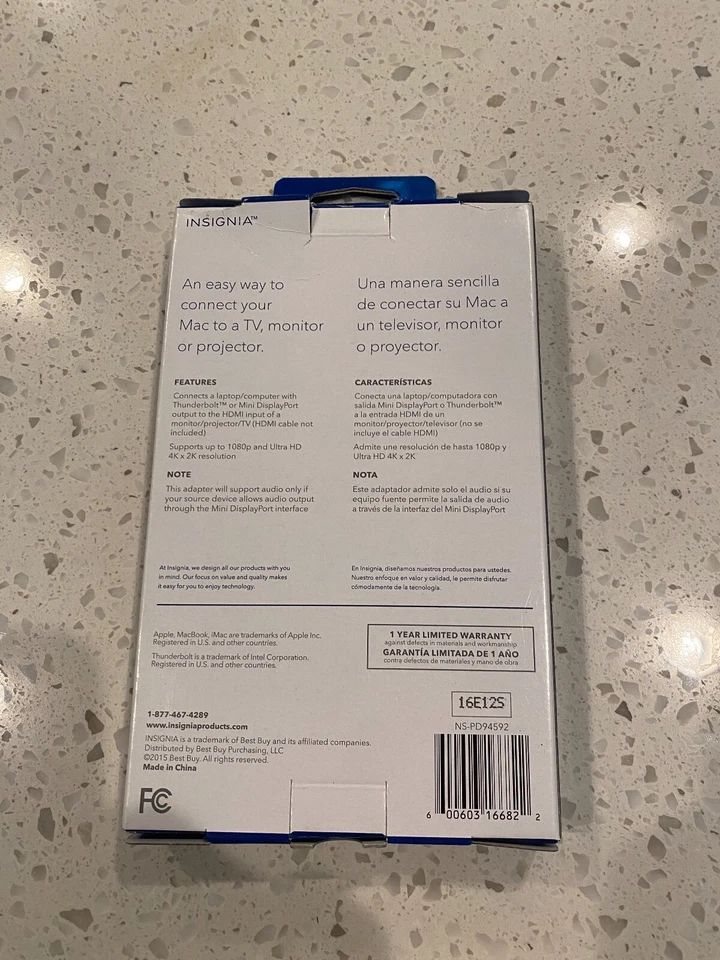 INSIGNIA™
An easy way to
connect your
Mac to a TV, monitor
or projector.
Una manera sencilla
de conectar su Mac a
un televisor, monitor
o proyector.
FEATURES
Connects a laptop/computer with
Thunderbolt™ or Mini DisplayPort
output to the HDMI input of a
monitor/projector/TV (HDMI cable not
included)
Supports up to 1080p and Ultra HD
4K x 2K resolution
NOTE
This adapter will support audio only if
your source device allows audio output
through the Mini DisplayPort interface
CARACTERÍSTICAS
Conecta una laptop/computadora con
salida Mini DisplayPort o Thunderbolt™
a la entrada HDMI de un
monitor/proyector/televisor (no se
incluye el cable HDMI)
Admite una resolución de hasta 1080p y
Ultra HD 4K x 2K
NOTA
Este adaptador admite solo el audio si su
equipo fuente permite la salida de audio
a través de la interfaz del Mini DisplayPort
At Insignia, we design all our products with you
in mind. Our focus on value and quality makes
it easy for you to enjoy technology.
En Insignia, diseñamos nuestros productos para ustedes.
Nuestro enfoque en valor y calidad, le permite disfrutar
cómodamente de la tecnología.
Apple, MacBook, iMac are trademarks of Apple Inc.
Registered in U.S. and other countries.
Thunderbolt is a trademark of Intel Corporation.
Registered in U.S. and other countries.
1 YEAR LIMITED WARRANTY
against defects in materials and workmanship
GARANTÍA LIMITADA DE 1 AÑO
contra defectos de materiales y mano de obra
16E12S
NS-PD94592
1-877-467-4289
www.insigniaproducts.com
INSIGNIA is a trademark of Best Buy and its affiliated companies.
Distributed by Best Buy Purchasing, LLC
©2015 Best Buy. All rights reserved.
Made in China
FC
6 00603 16682 2